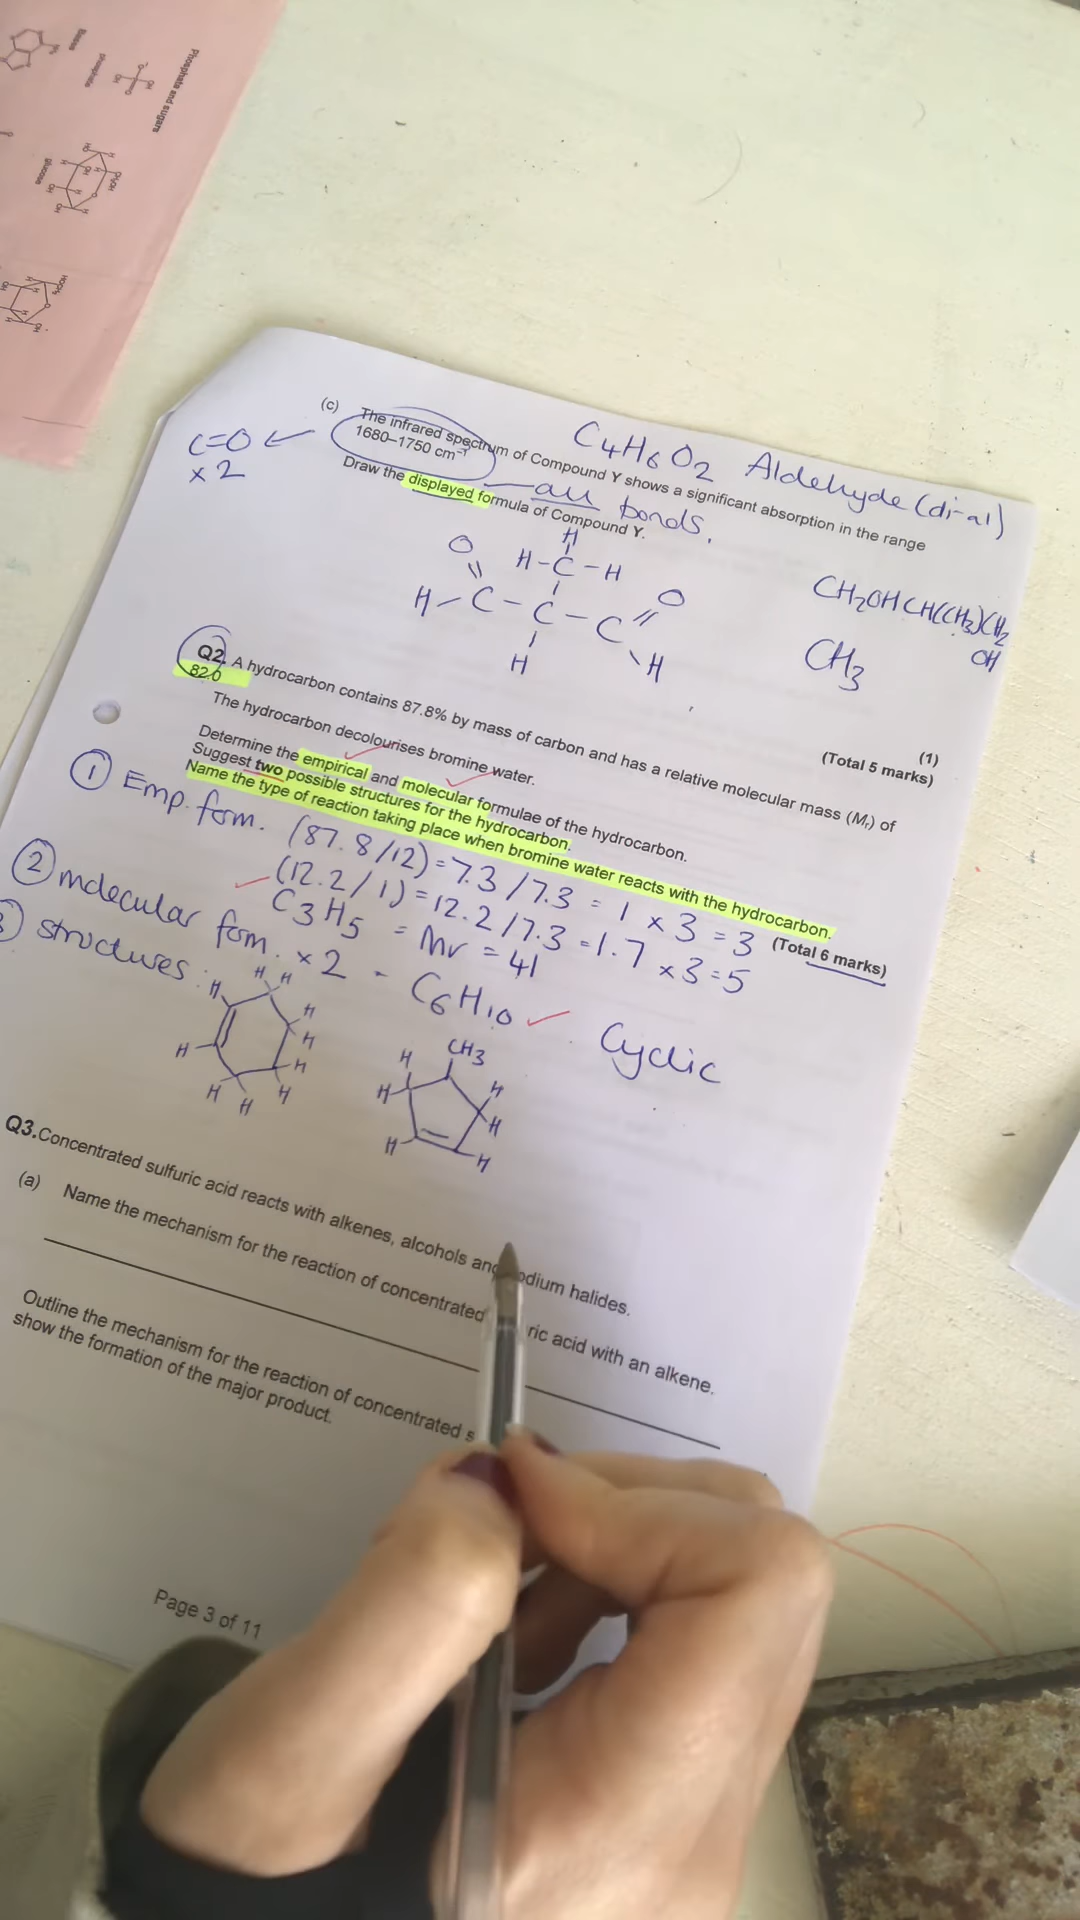 Phosphate and sugars
phosphate
Bases
glucose
(c) The infrared spectrum of Compound Y shows a significant absorption in the range
1680–1750 cm⁻¹
C=O
x 2
C4H6O2 Aldehyde (di-al)
Draw the displayed formula of Compound Y.
all bonds.
H
H-C-H
O O
H-C-C-C
H H
CH2OHCH(CH3)CH2
OH
CH3
(1)
(Total 5 marks)
Q2. A hydrocarbon contains 87.8% by mass of carbon and has a relative molecular mass (Mr) of
82.0
The hydrocarbon decolourises bromine water.
Determine the empirical and molecular formulae of the hydrocarbon.
Suggest two possible structures for the hydrocarbon.
Name the type of reaction taking place when bromine water reacts with the hydrocarbon.
(Total 6 marks)
1 Emp. form. (87.8/12) = 7.3/7.3 = 1 x 3 = 3
(12.2/1) = 12.2/7.3 = 1.7 x3=5
C3H5 = Mr = 41
2 molecular form. x2 - C6H10 Cyclic
structures:
H H H H H H H H H H
CH3
H H H H H H
Q3.Concentrated sulfuric acid reacts with alkenes, alcohols and sodium halides.
(a) Name the mechanism for the reaction of concentrated ric acid with an alkene.
Outline the mechanism for the reaction of concentrated s
show the formation of the major product.
Page 3 of 11